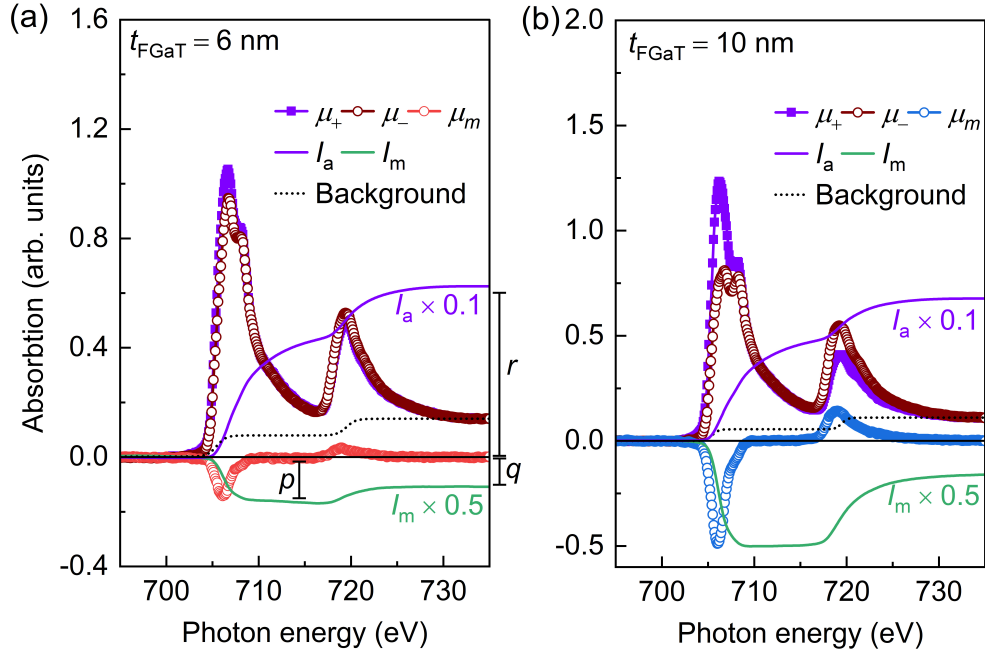 (a)
t_FGaT = 6 nm
μ₊ μ₋ μₘ
Iₐ Iₘ
Background
Iₐ × 0.1
r
p
q
Iₘ × 0.5
1.6
1.2
0.8
0.4
0.0
-0.4
Absorbtion (arb. units)
700 710 720 730
Photon energy (eV)
(b)
t_FGaT = 10 nm
μ₊ μ₋ μₘ
Iₐ Iₘ
Background
Iₐ × 0.1
Iₘ × 0.5
2.0
1.5
1.0
0.5
0.0
-0.5
700 710 720 730
Photon energy (eV)